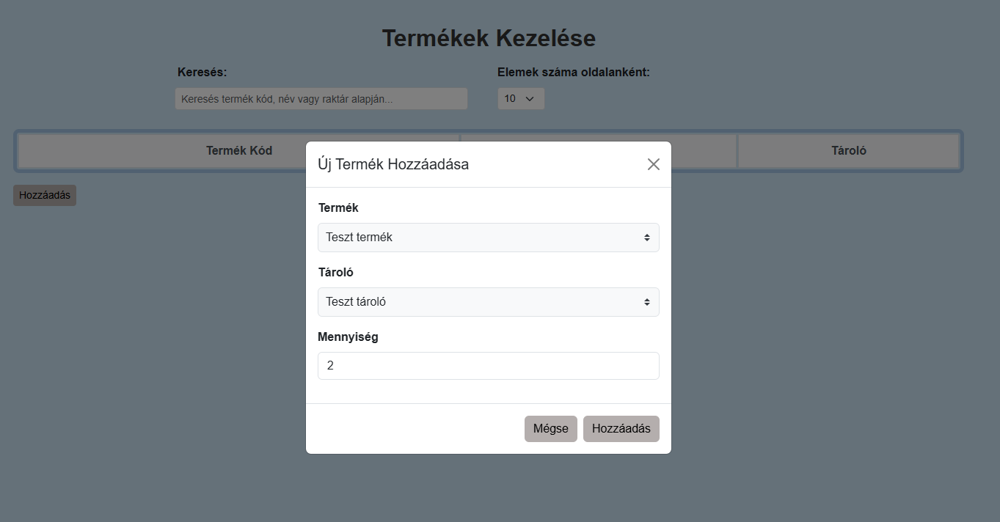 Termékek Kezelése
Keresés:
Elemek száma oldalanként:
Keresés termék kód, név vagy raktár alapján...
10
Termék Kód
Tároló
Hozzáadás
Új Termék Hozzáadása
Termék
Teszt termék
Tároló
Teszt tároló
Mennyiség
2
Mégse
Hozzáadás